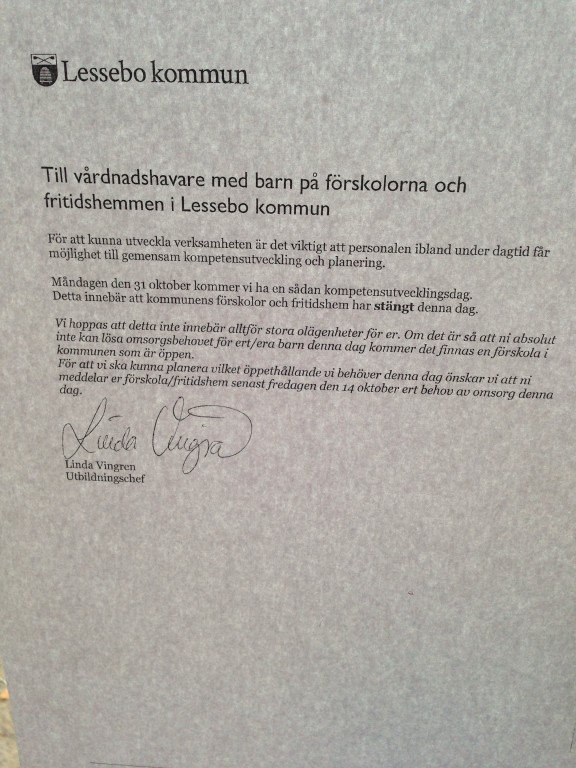 Lessebo kommun
Till vårdnadshavare med barn på förskolorna och
fritidshemmen i Lessebo kommun
För att kunna utveckla verksamheten är det viktigt att personalen ibland under dagtid får
möjlighet till gemensam kompetensutveckling och planering.
Måndagen den 31 oktober kommer vi ha en sådan kompetensutvecklingsdag.
Detta innebär att kommunens förskolor och fritidshem har stängt denna dag.
Vi hoppas att detta inte innebär alltför stora olägenheter för er. Om det är så att ni absolut
inte kan lösa omsorgsbehovet för ert/era barn denna dag kommer det finnas en förskola i
kommunen som är öppen.
För att vi ska kunna planera vilket öppethållande vi behöver denna dag önskar vi att ni
meddelar er förskola/fritidshem senast fredagen den 14 oktober ert behov av omsorg denna
dag.
Linda Vingren
Linda Vingren
Utbildningschef